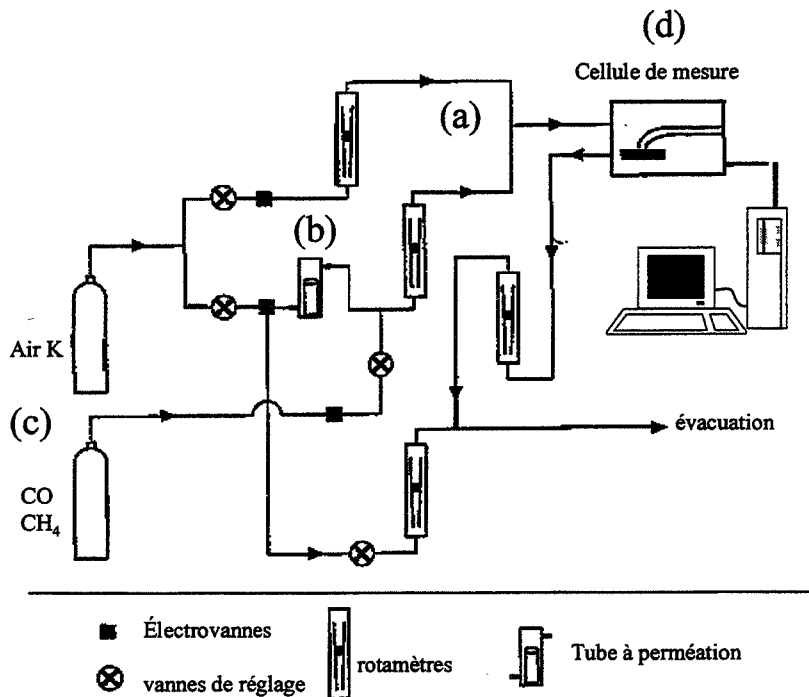 (d)
Cellule de mesure
(a)
(b)
Air K
(c)
CO
CH₄
évacuation
Électrovannes
vannes de réglage
rotamètres
Tube à perméation